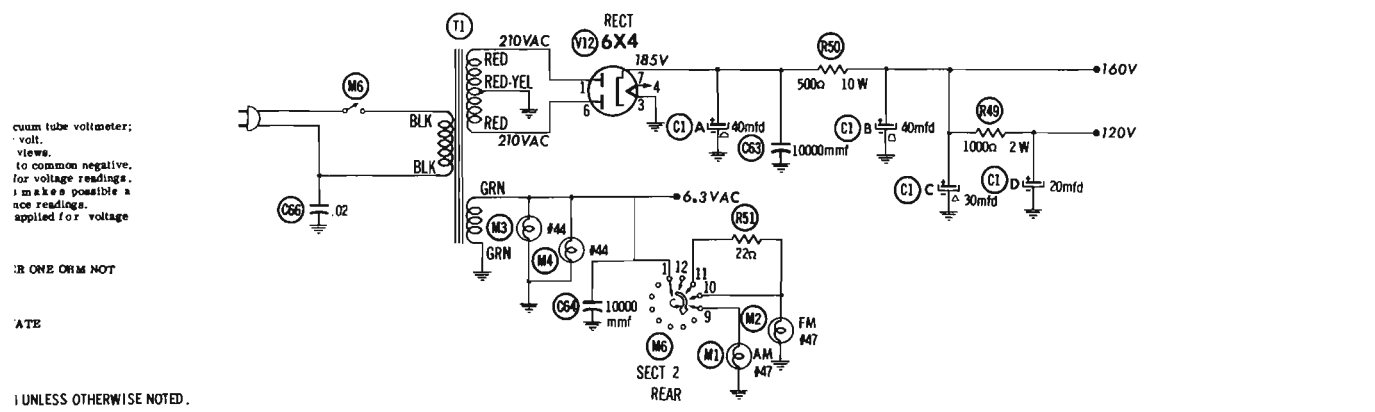 T1
RECT
V12 6X4
210VAC
RED
RED-YEL
RED
210VAC
185V
1
6
7
4
3
R50
500Ω 10 W
160V
M6
BLK
BLK
C66 .02
C1 A 40mfd
C63 10000mmf
C1 B 40mfd
R49
1000Ω 2 W
120V
C1 C 30mfd
C1 D 20mfd
cuum tube voltmeter;
volt.
views.
to common negative.
for voltage readings.
makes possible a
nce readings.
applied for voltage
R ONE OHM NOT
ATE
UNLESS OTHERWISE NOTED.
GRN
GRN
6.3VAC
M3 #44
M4 #44
R51
22Ω
C64 10000
mmf
1 12 11
10
9
M6
SECT 2
REAR
M2 FM
#47
M1 AM
#47